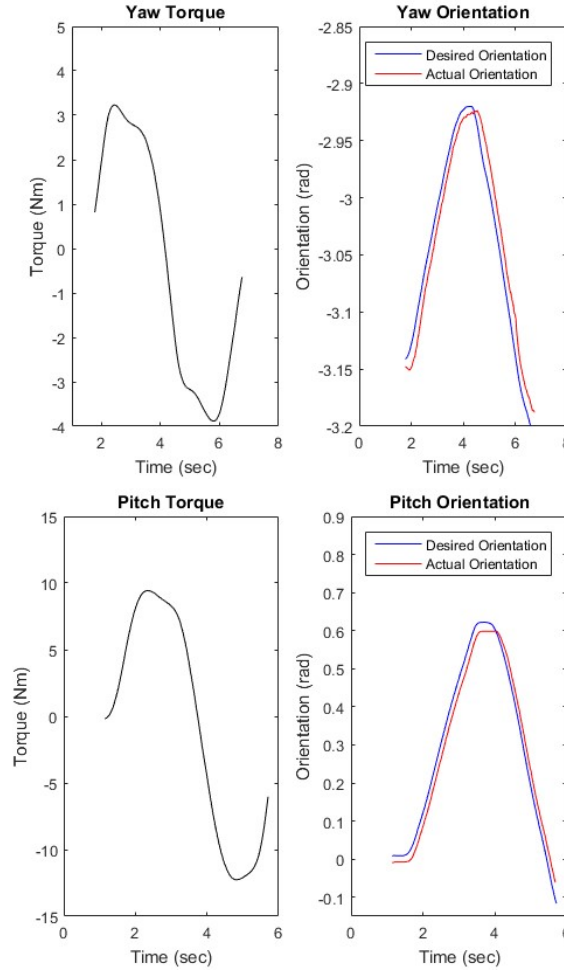 Yaw Torque
5
4
3
2
1
0
-1
-2
-3
-4
Torque (Nm)
2 4 6 8
Time (sec)
Yaw Orientation
-2.85
-2.9
-2.95
-3
-3.05
-3.1
-3.15
-3.2
Orientation (rad)
Desired Orientation
Actual Orientation
0 2 4 6 8
Time (sec)
Pitch Torque
15
10
5
0
-5
-10
-15
Torque (Nm)
0 2 4 6
Time (sec)
Pitch Orientation
0.9
0.8
0.7
0.6
0.5
0.4
0.3
0.2
0.1
0
-0.1
Orientation (rad)
Desired Orientation
Actual Orientation
0 2 4 6
Time (sec)